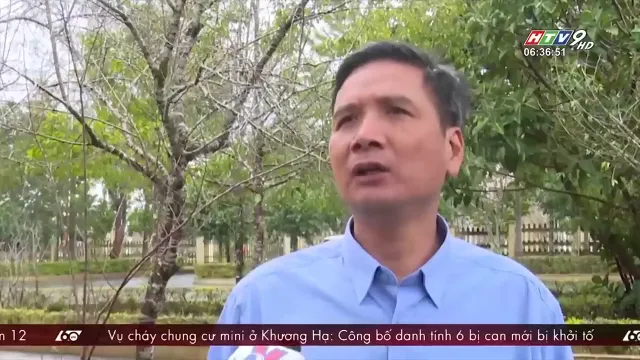 HTV9 HD
06:36:51
n 12 60 Vụ cháy chung cư mini ở Khương Hạ: Công bố danh tính 6 bị can mới bị khởi tố